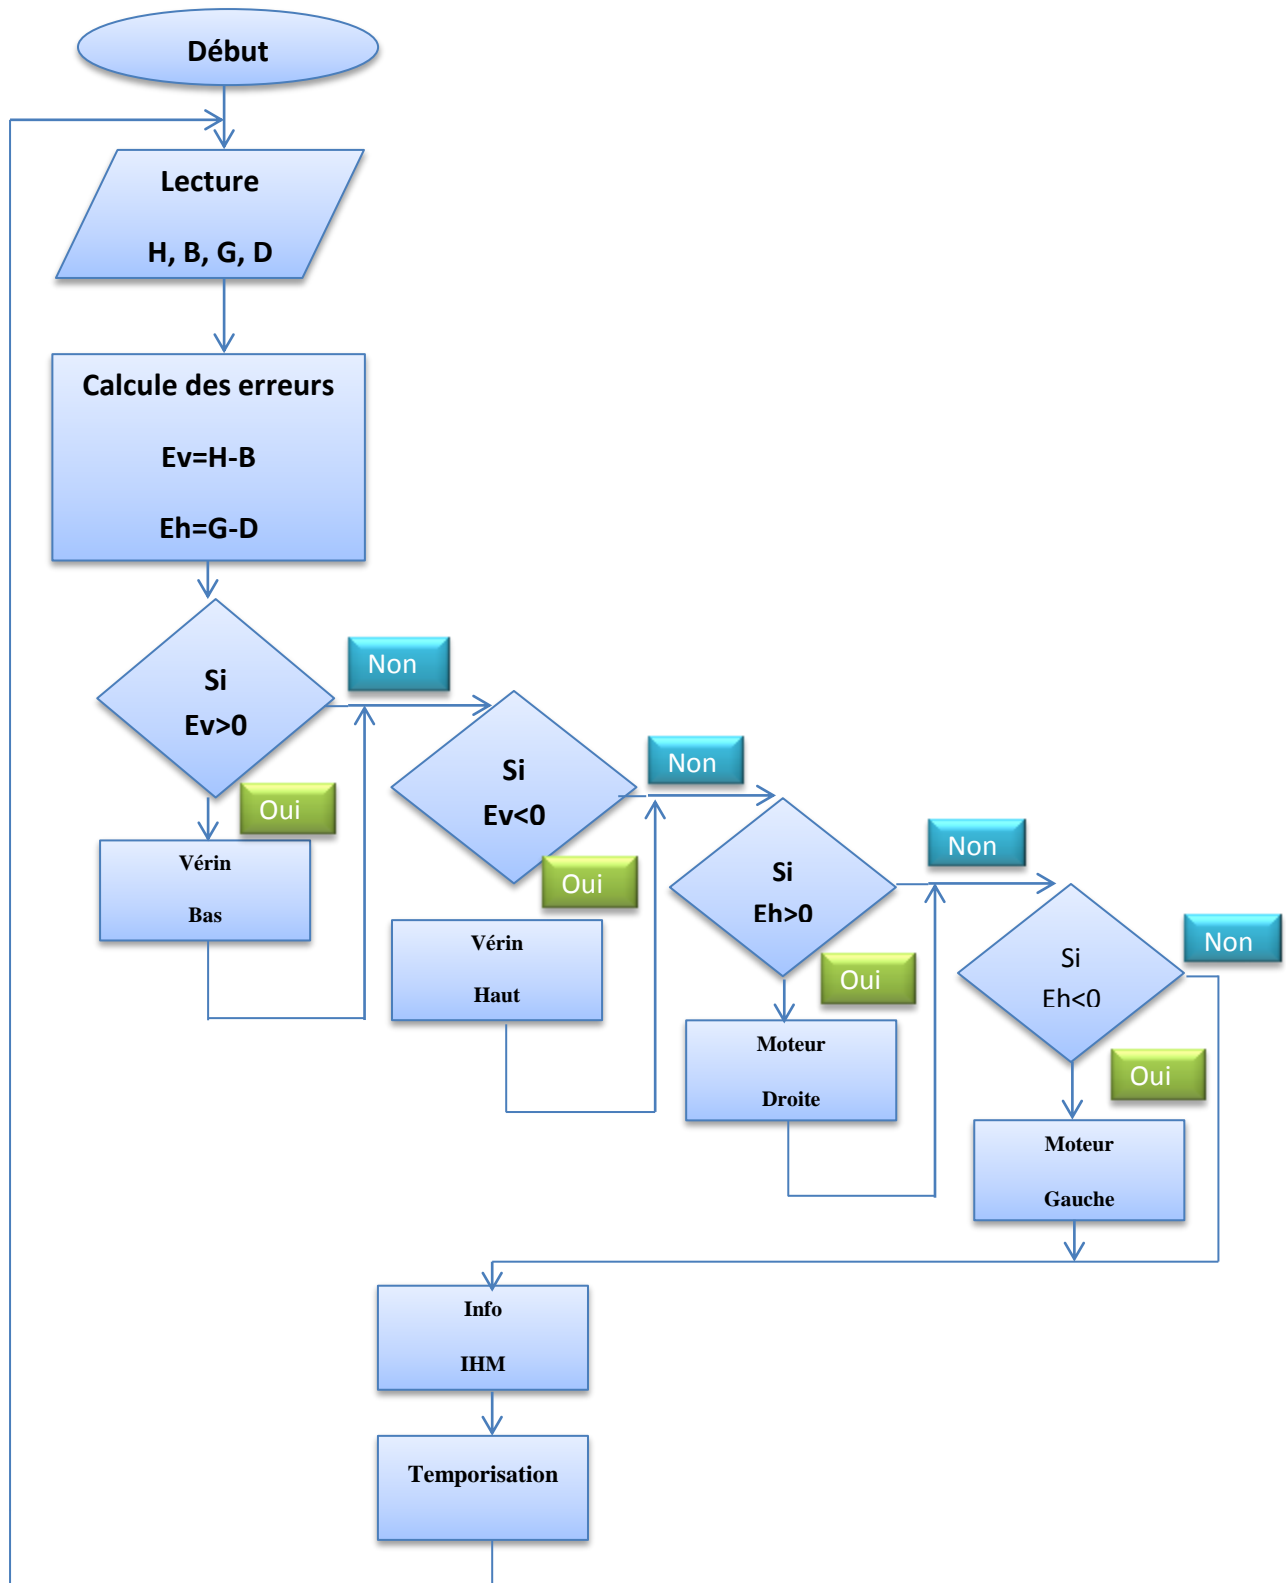 Début
Lecture
H, B, G, D
Calcule des erreurs
Ev=H-B
Eh=G-D
Si
Ev>0
Non
Oui
Vérin
Bas
Si
Ev<0
Non
Oui
Vérin
Haut
Si
Eh>0
Non
Oui
Moteur
Droite
Si
Eh<0
Non
Oui
Moteur
Gauche
Info
IHM
Temporisation